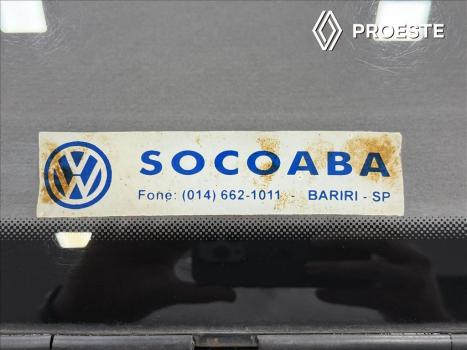 PROESTE
SOCOABA
Fone: (014) 662-1011 - BARIRI - SP